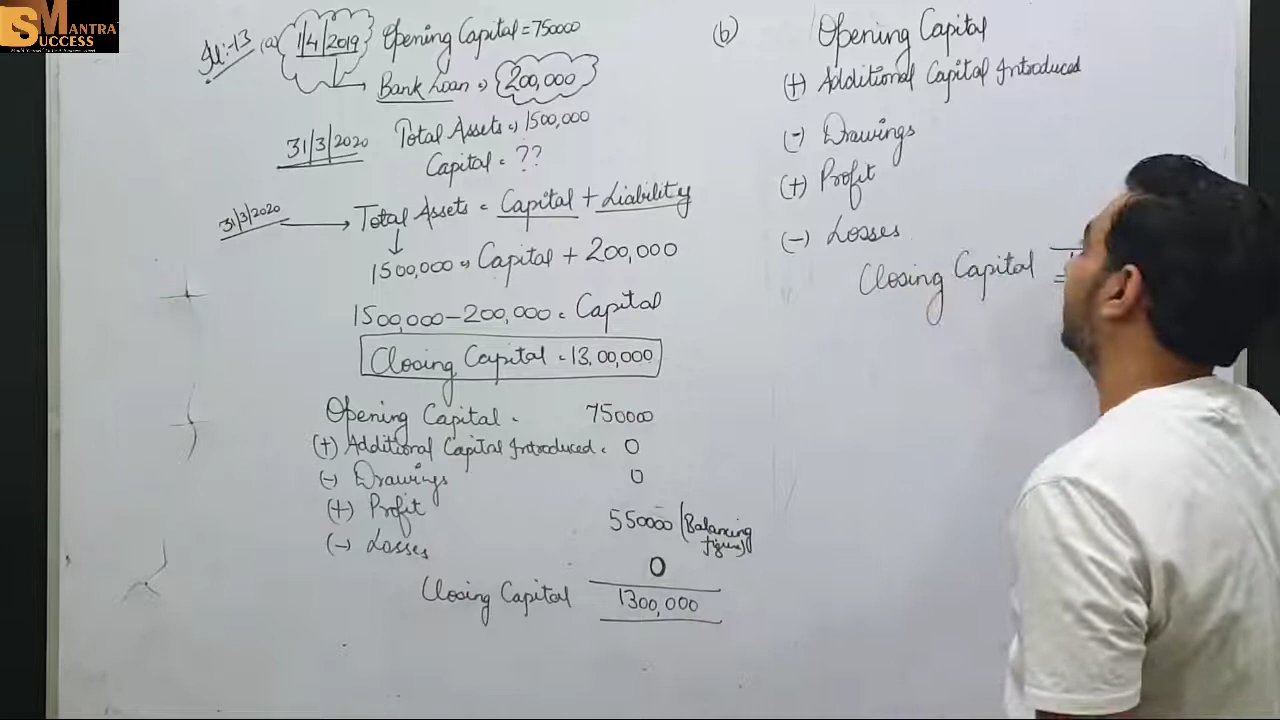 SM MANTRA
SUCCESS
Ill:-13 (a) 1/4/2019 Opening Capital = 750000
Bank Loan = 200,000
31/3/2020 Total Assets = 1500,000
Capital = ??
31/3/2020 → Total Assets = Capital + Liability
1500,000 = Capital + 200,000
1500,000 - 200,000 = Capital
Closing Capital = 13,00,000
Opening Capital = 750000
(+) Additional Capital Introduced = 0
(-) Drawings 0
(+) Profit 550000 (Balancing figure)
(-) Losses 0
Closing Capital 1300,000
(b) Opening Capital
(+) Additional Capital Introduced
(-) Drawings
(+) Profit
(-) Losses
Closing Capital =